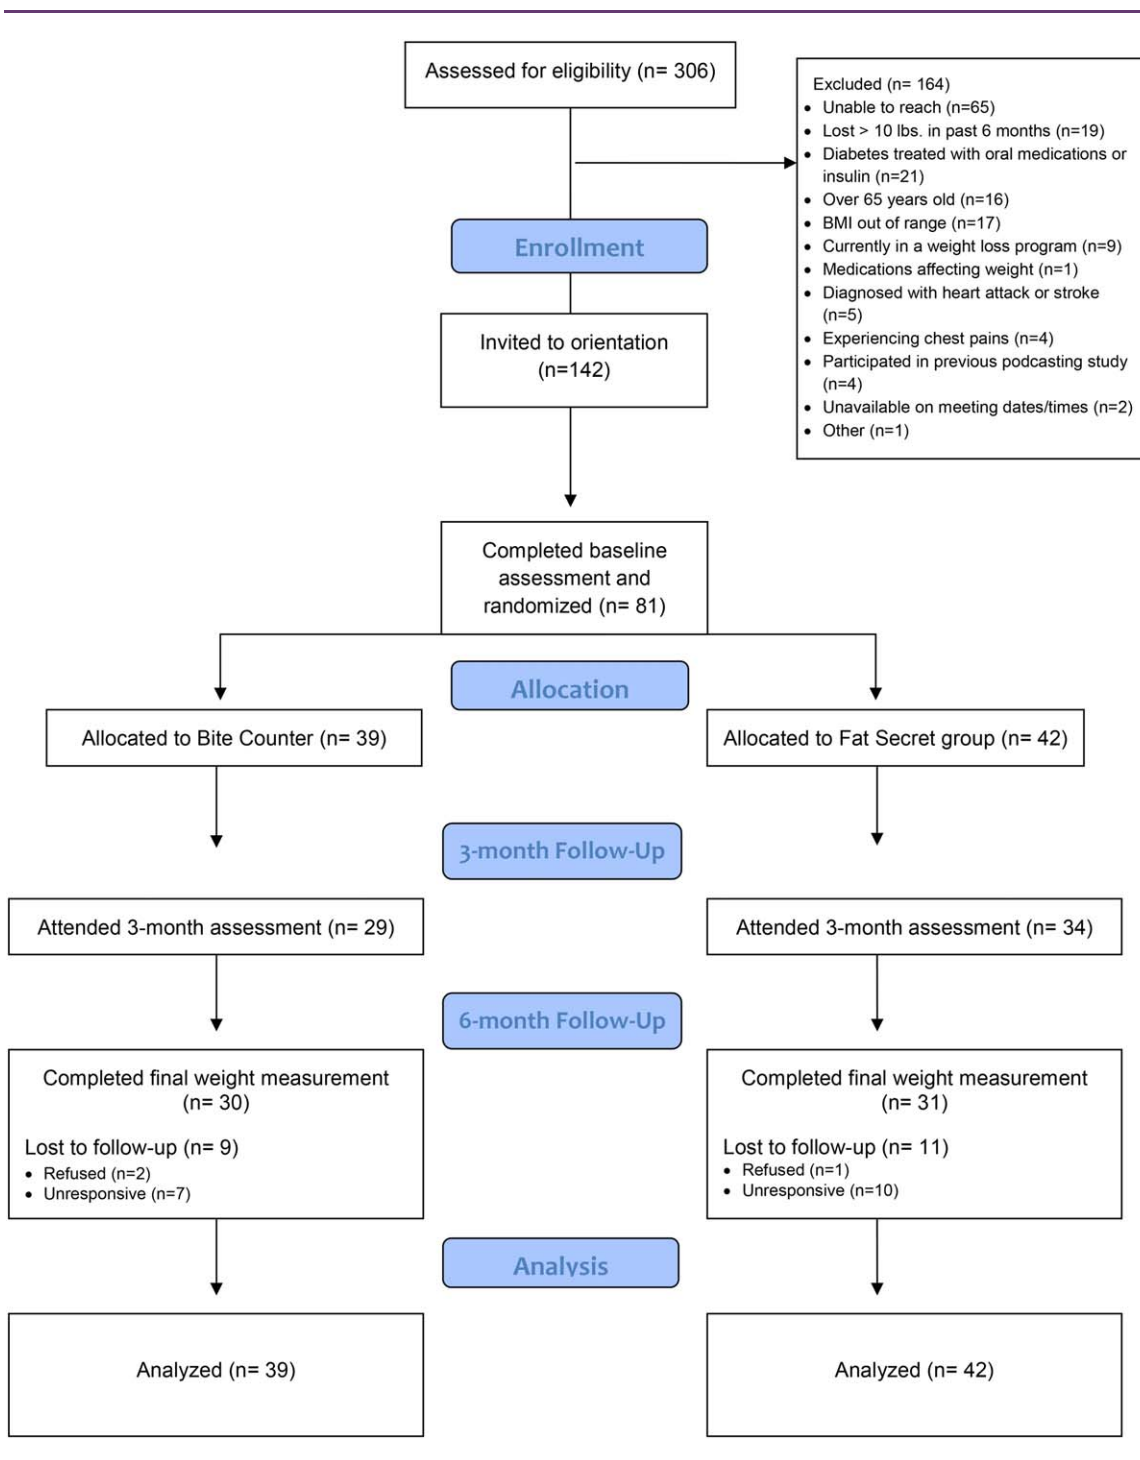 Assessed for eligibility (n= 306)
Excluded (n= 164)
• Unable to reach (n=65)
• Lost > 10 lbs. in past 6 months (n=19)
• Diabetes treated with oral medications or
insulin (n=21)
• Over 65 years old (n=16)
• BMI out of range (n=17)
• Currently in a weight loss program (n=9)
• Medications affecting weight (n=1)
• Diagnosed with heart attack or stroke
(n=5)
• Experiencing chest pains (n=4)
• Participated in previous podcasting study
(n=4)
• Unavailable on meeting dates/times (n=2)
• Other (n=1)
Enrollment
Invited to orientation
(n=142)
Completed baseline
assessment and
randomized (n= 81)
Allocation
Allocated to Bite Counter (n= 39)
Allocated to Fat Secret group (n= 42)
3-month Follow-Up
Attended 3-month assessment (n= 29)
Attended 3-month assessment (n= 34)
6-month Follow-Up
Completed final weight measurement
(n= 30)
Lost to follow-up (n= 9)
• Refused (n=2)
• Unresponsive (n=7)
Completed final weight measurement
(n= 31)
Lost to follow-up (n= 11)
• Refused (n=1)
• Unresponsive (n=10)
Analysis
Analyzed (n= 39)
Analyzed (n= 42)